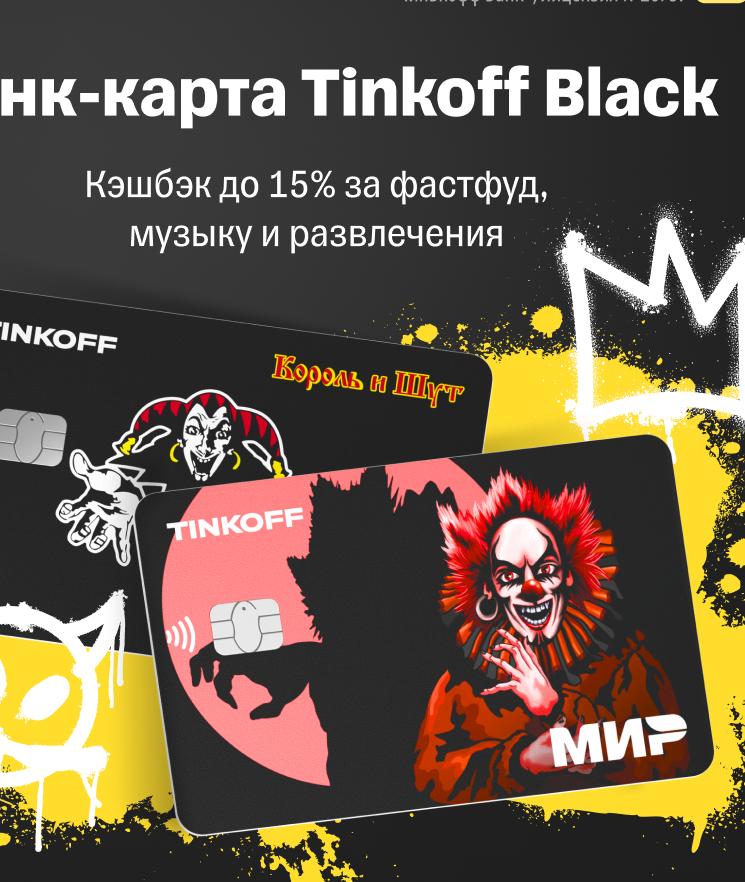 нк-карта Tinkoff Black
Кэшбэк до 15% за фастфуд,
музыку и развлечения
TINKOFF
Король и Шут
TINKOFF
МИР